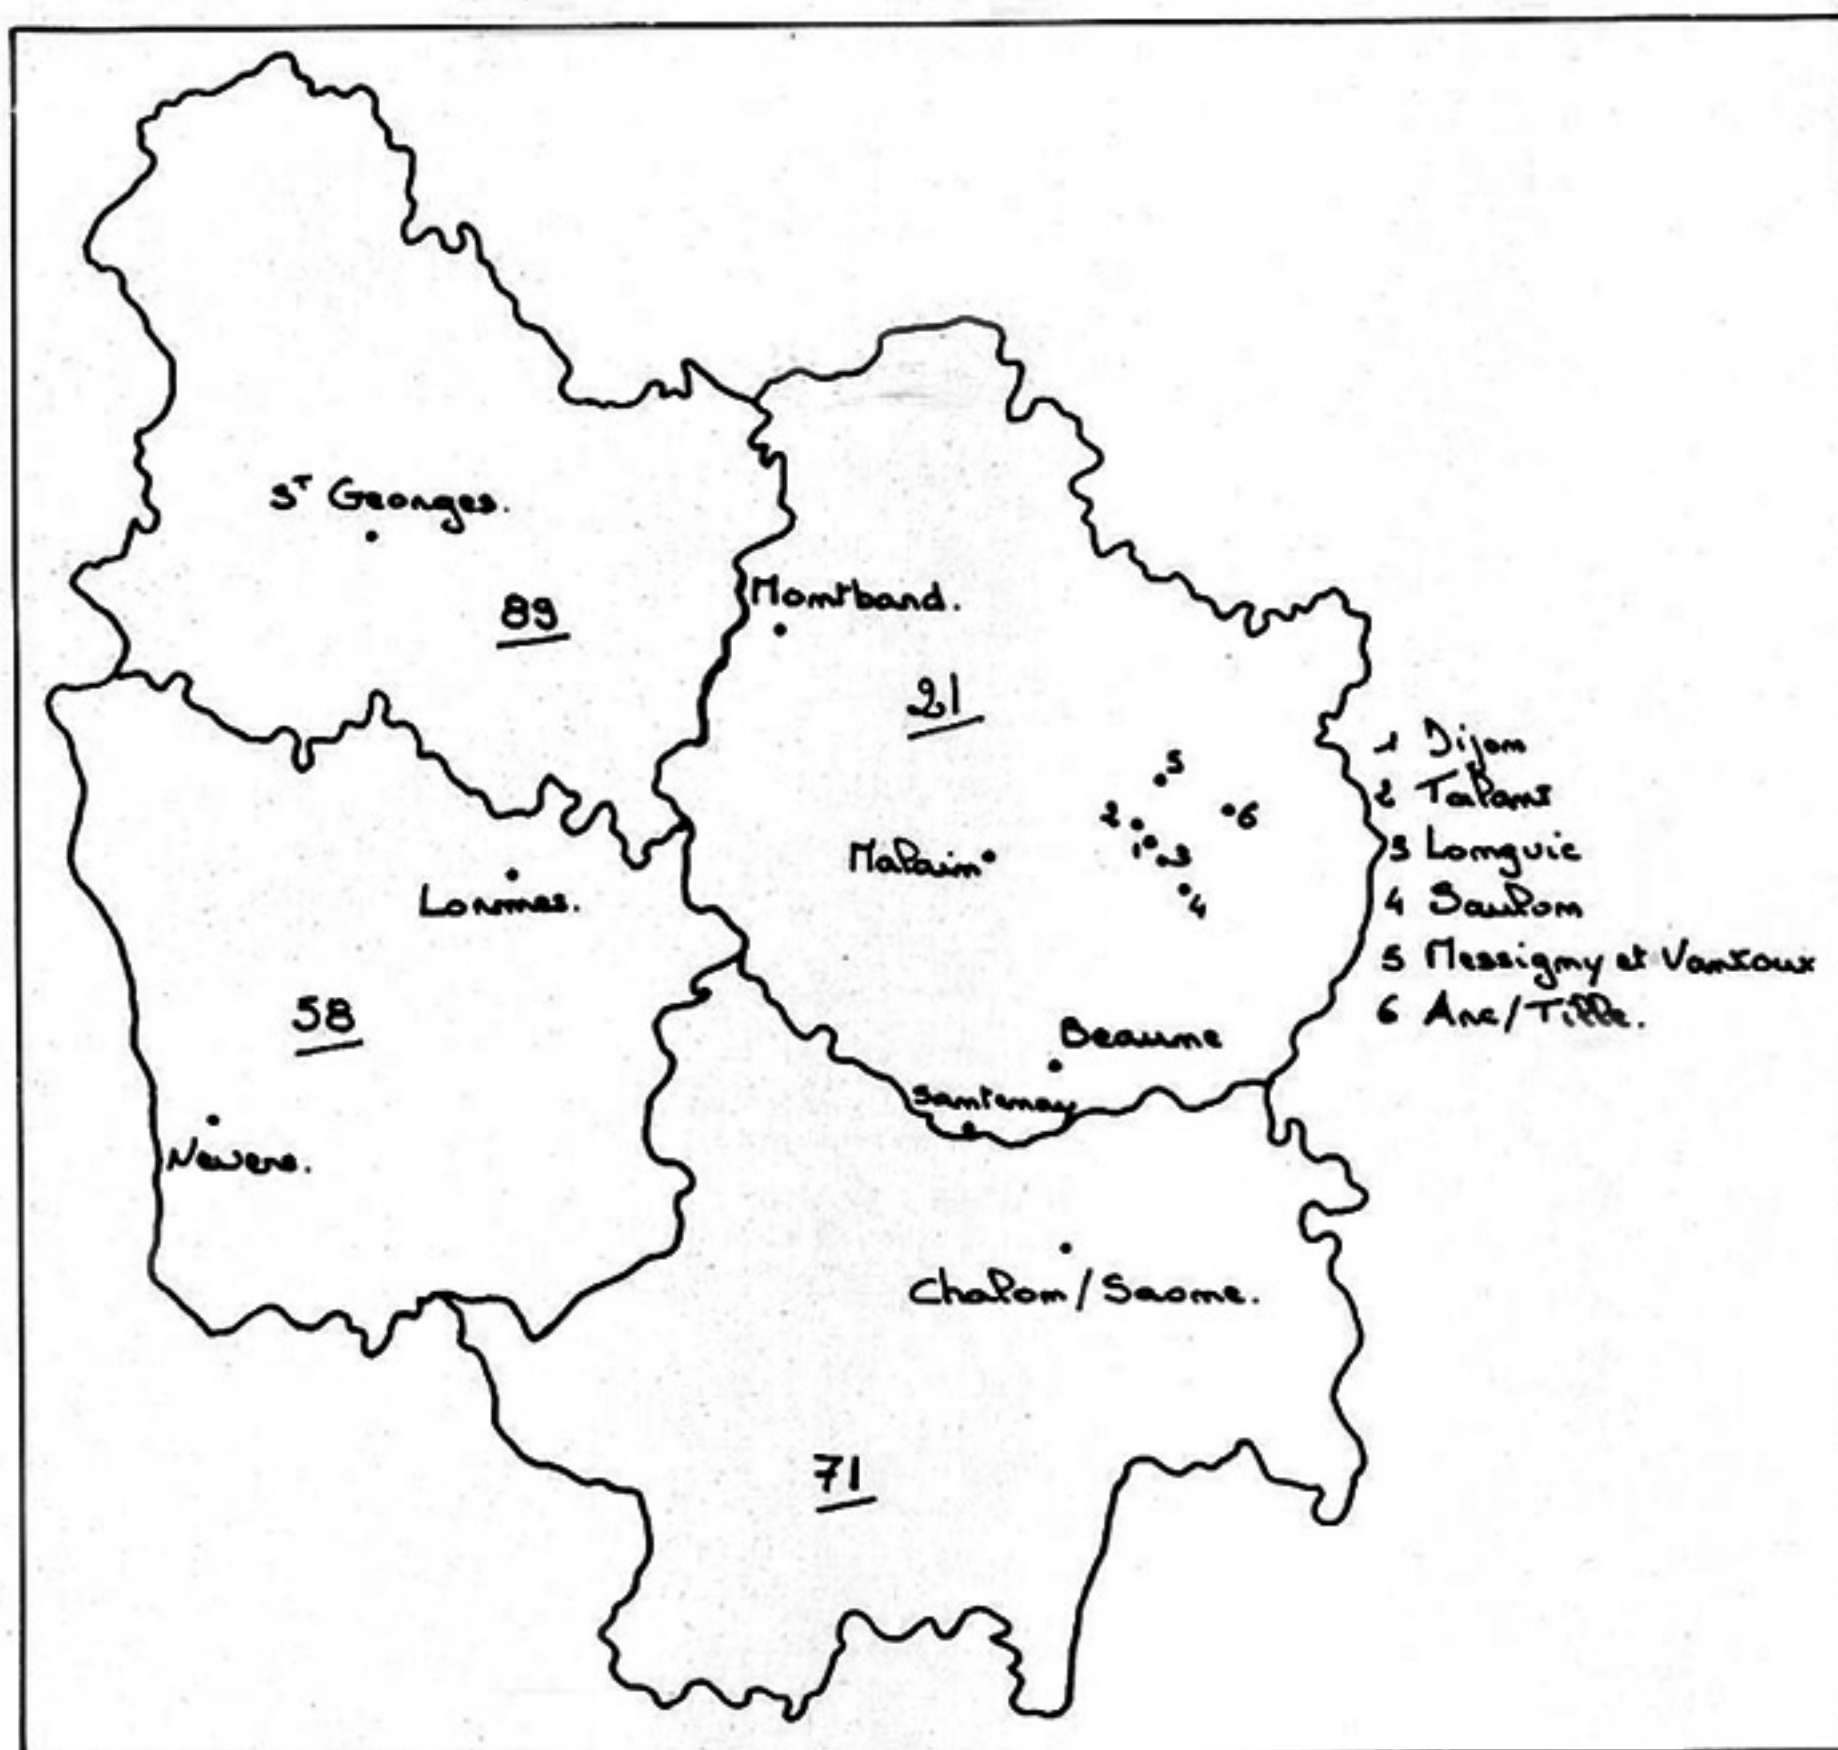 Sᵀ Georges.
89
Montbard.
21
5
2
6
1
3
4
Malain
1 Dijon
2 Talant
3 Longvic
4 Saulon
5 Messigny et Vantoux
6 Arc/Tille.
Lormes.
58
Beaune
Santenay
Nevers.
Chalon/Saone.
71